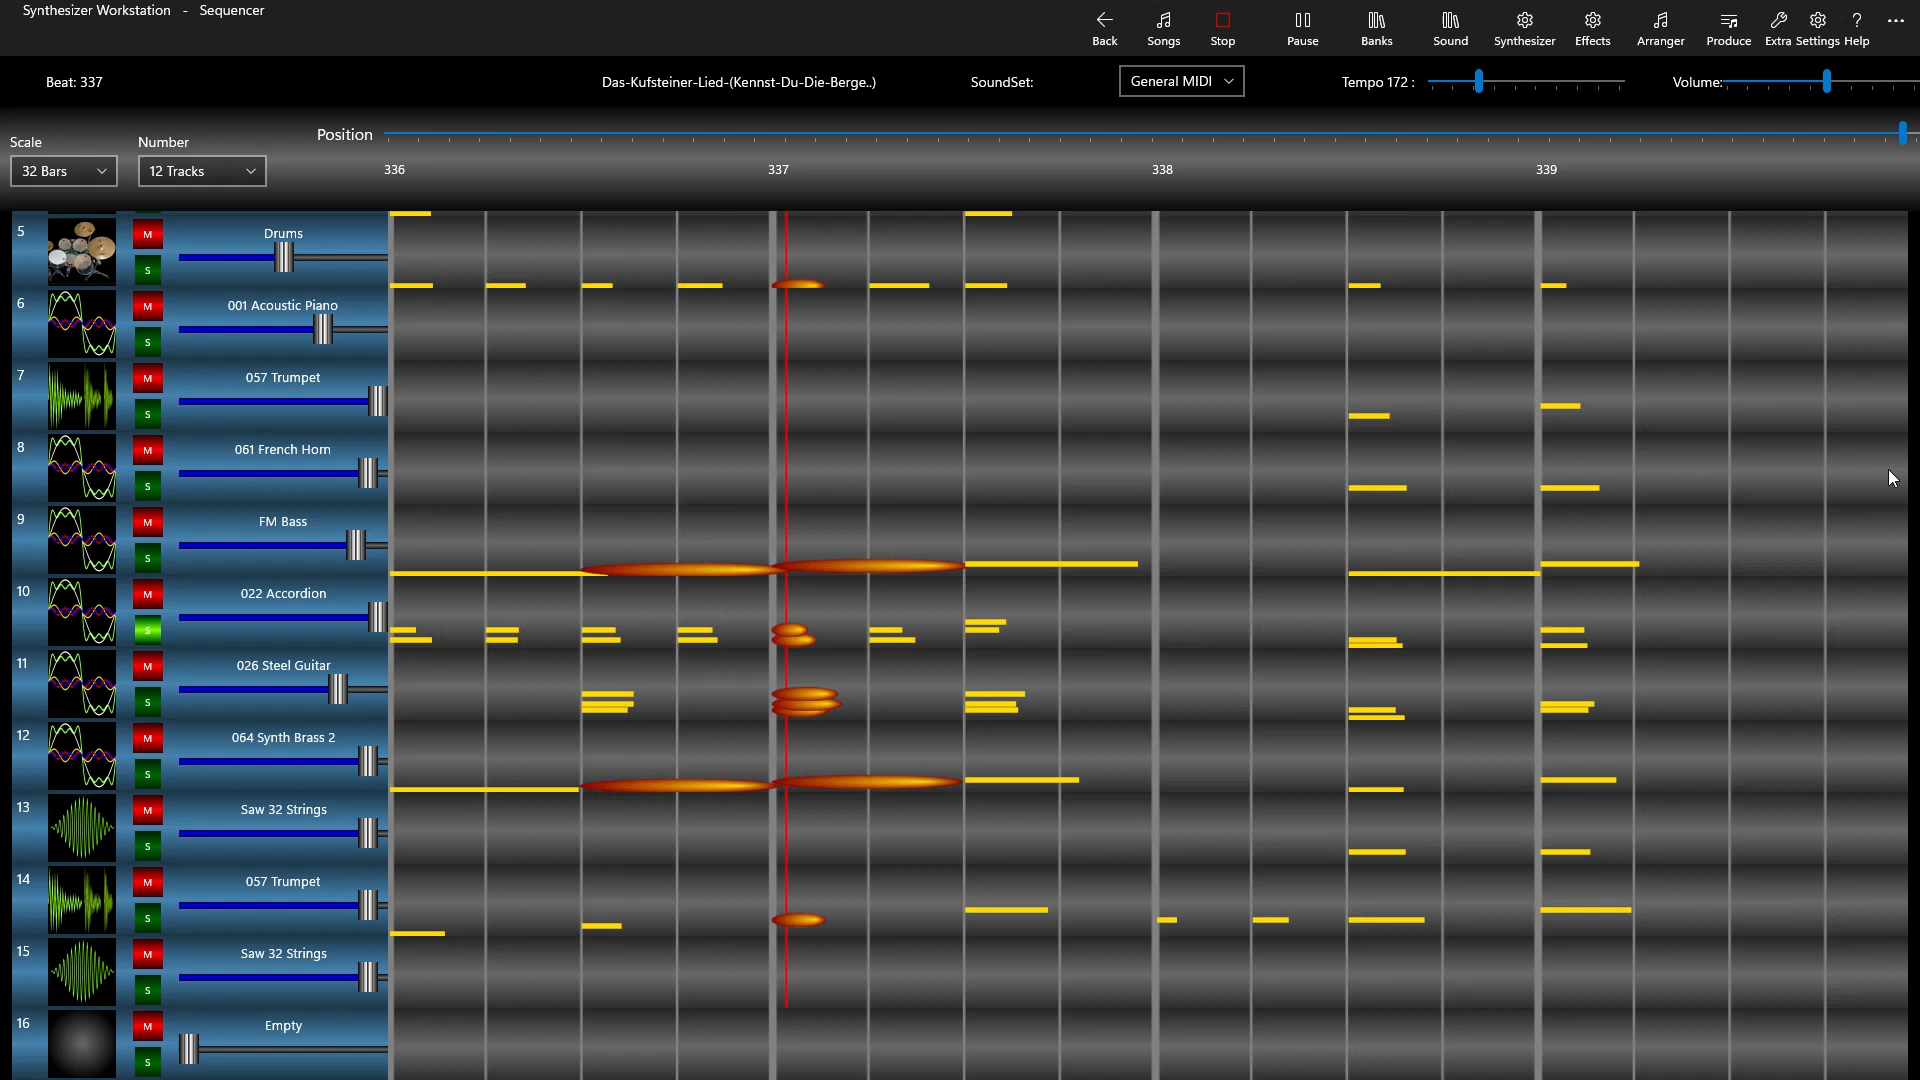 Synthesizer Workstation - Sequencer
Back Songs Stop Pause Banks Sound Synthesizer Effects Arranger Produce Extra Settings Help
Beat: 337 Das-Kufsteiner-Lied-(Kennst-Du-Die-Berge..) SoundSet: General MIDI Tempo 172 : Volume:
Scale Number Position
32 Bars 12 Tracks 336 337 338 339
5 M Drums
S
6 M 001 Acoustic Piano
S
7 M 057 Trumpet
S
8 M 061 French Horn
S
9 M FM Bass
S
10 M 022 Accordion
S
11 M 026 Steel Guitar
S
12 M 064 Synth Brass 2
S
13 M Saw 32 Strings
S
14 M 057 Trumpet
S
15 M Saw 32 Strings
S
16 M Empty
S